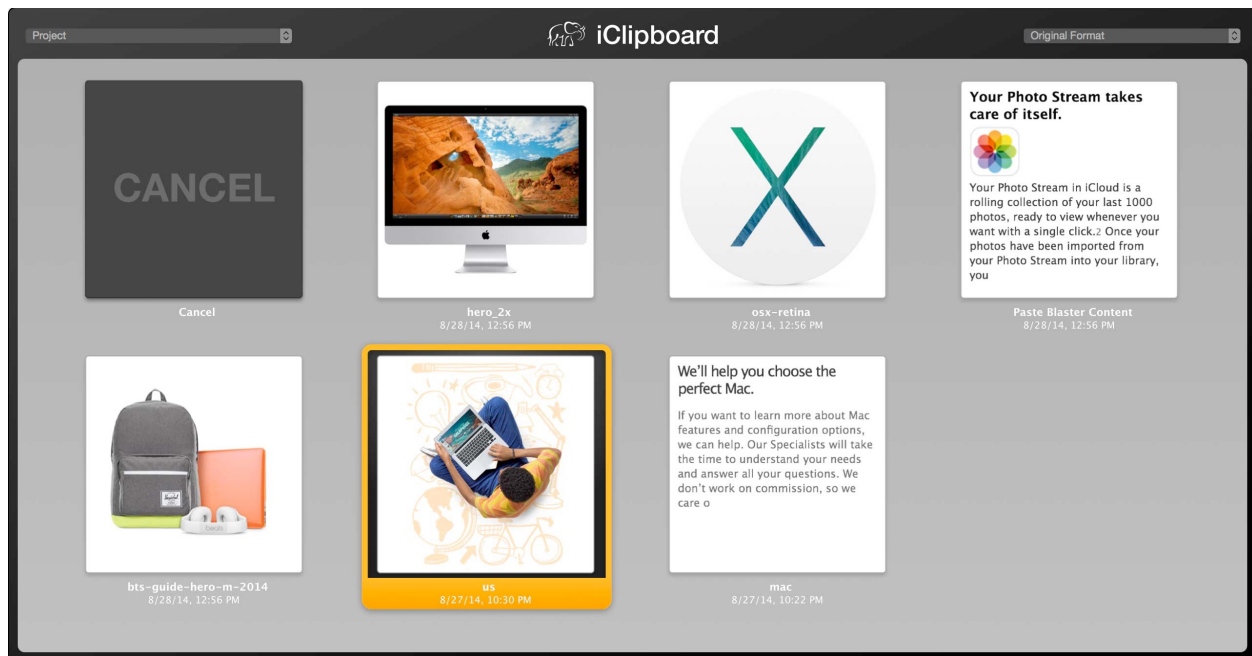 Project
iClipboard
Original Format
CANCEL
Cancel
hero_2x
8/28/14, 12:56 PM
osx-retina
8/28/14, 12:56 PM
Your Photo Stream takes
care of itself.
Your Photo Stream in iCloud is a
rolling collection of your last 1000
photos, ready to view whenever you
want with a single click.2 Once your
photos have been imported from
your Photo Stream into your library,
you
Paste Blaster Content
8/28/14, 12:56 PM
beats
bts-guide-hero-m-2014
8/28/14, 12:56 PM
us
8/27/14, 10:30 PM
We'll help you choose the
perfect Mac.
If you want to learn more about Mac
features and configuration options,
we can help. Our Specialists will take
the time to understand your needs
and answer all your questions. We
don't work on commission, so we
care o
mac
8/27/14, 10:22 PM